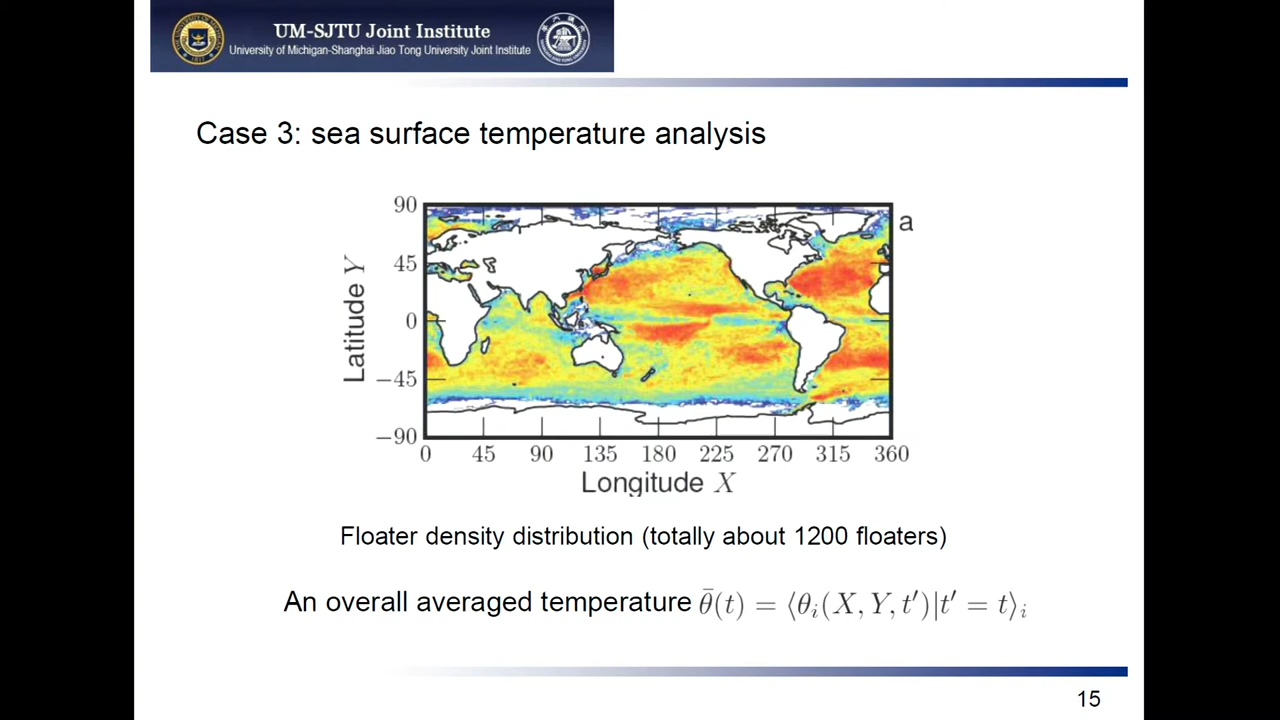 UM-SJTU Joint Institute
University of Michigan-Shanghai Jiao Tong University Joint Institute
Case 3: sea surface temperature analysis
90
45
0
−45
−90
Latitude Y
a
0 45 90 135 180 225 270 315 360
Longitude X
Floater density distribution (totally about 1200 floaters)
An overall averaged temperature θ̄(t) = ⟨θᵢ(X, Y, t′)|t′ = t⟩ᵢ
15